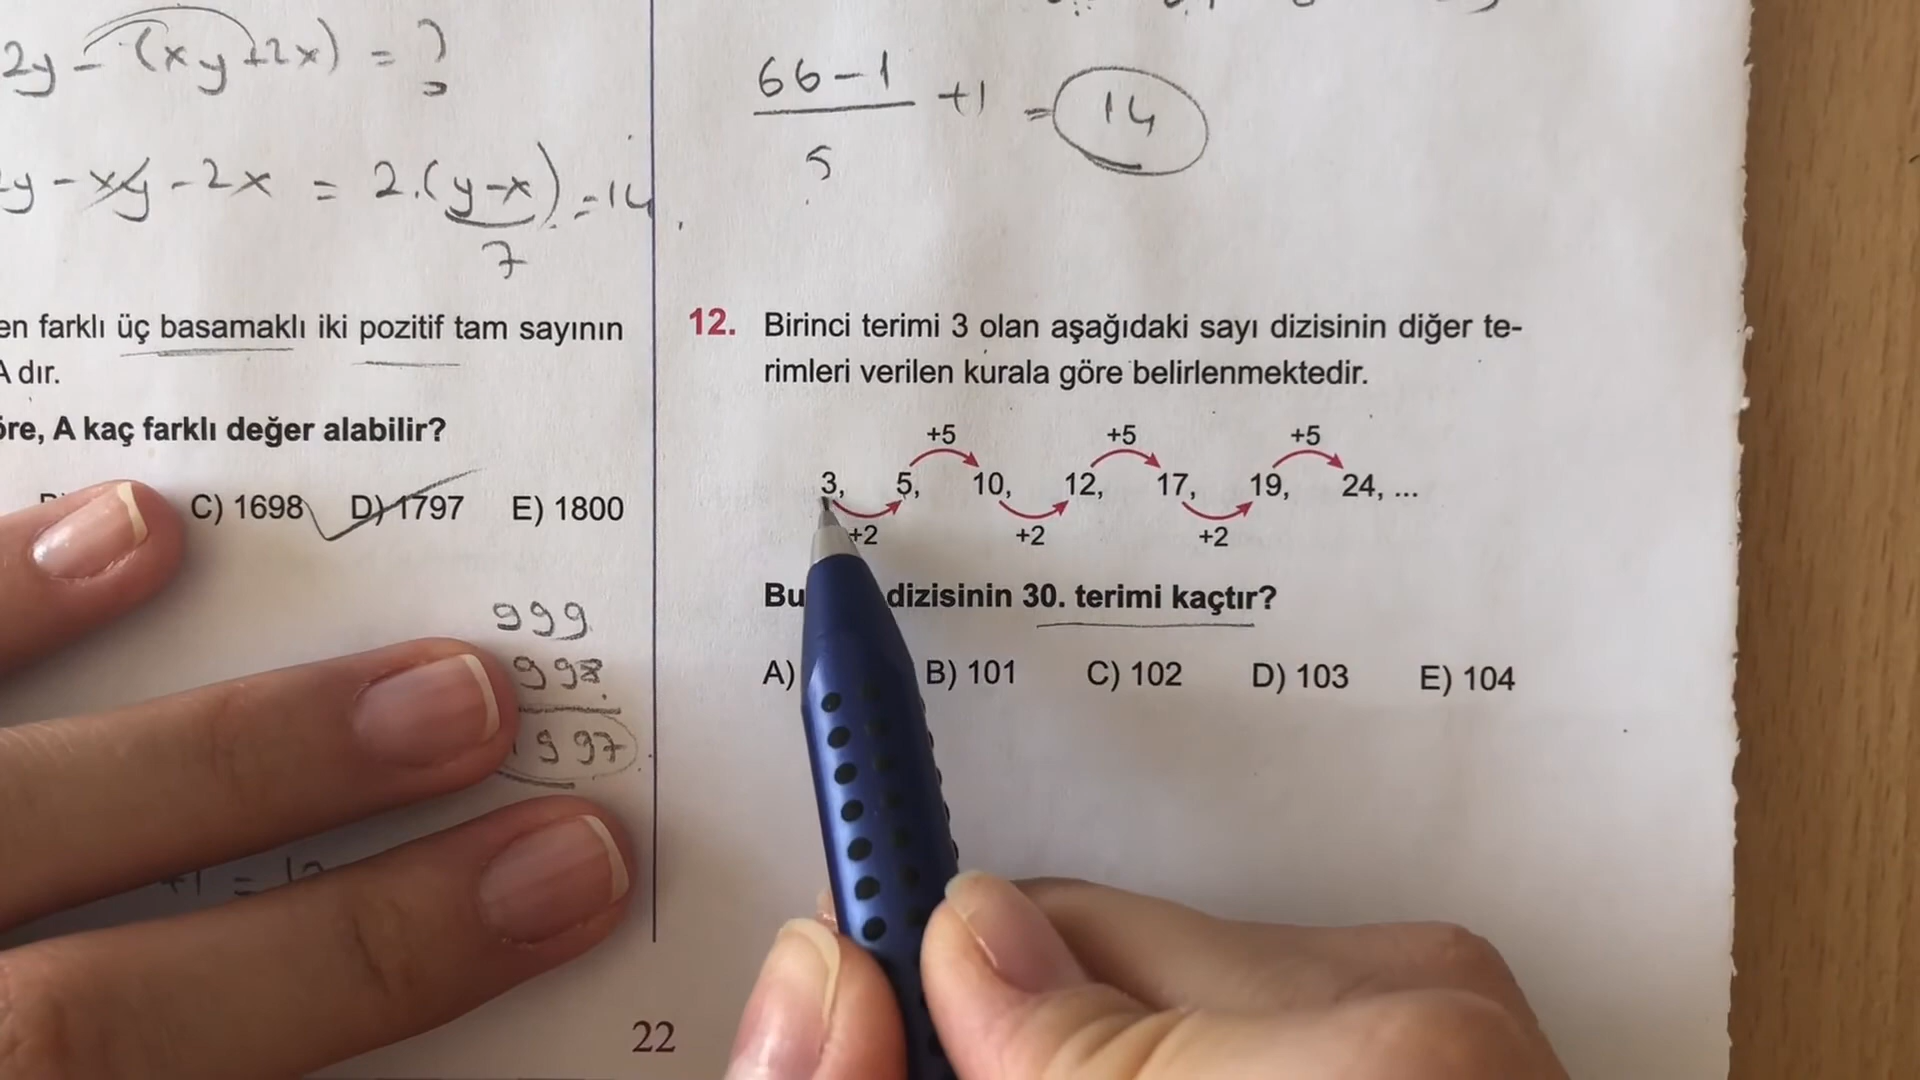 2y - (xy+2x) = ?
y - xy - 2x = 2.(y-x) = 14
7
farklı üç basamaklı iki pozitif tam sayının
A dır.
A kaç farklı değer alabilir?
C) 1698 D) 1797 E) 1800
999
998
997
66-1
5
+1 = 14
12. Birinci terimi 3 olan aşağıdaki sayı dizisinin diğer te-
rimleri verilen kurala göre belirlenmektedir.
+5 +5 +5
3, 5, 10, 12, 17, 19, 24, ...
+2 +2 +2
Bu dizisinin 30. terimi kaçtır?
A) B) 101 C) 102 D) 103 E) 104
22